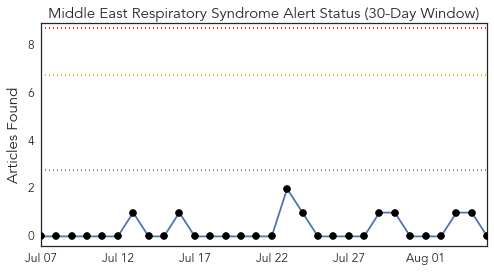 Middle East Respiratory Syndrome Alert Status (30-Day Window)
Articles Found
8
6
4
2
0
Jul 07 Jul 12 Jul 17 Jul 22 Jul 27 Aug 01